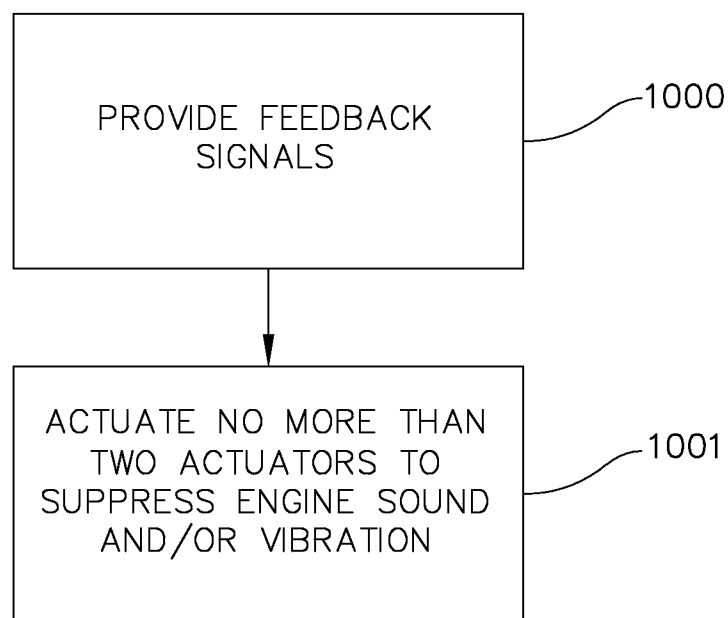 PROVIDE FEEDBACK
SIGNALS
1000
ACTUATE NO MORE THAN
TWO ACTUATORS TO
SUPPRESS ENGINE SOUND
AND/OR VIBRATION
1001